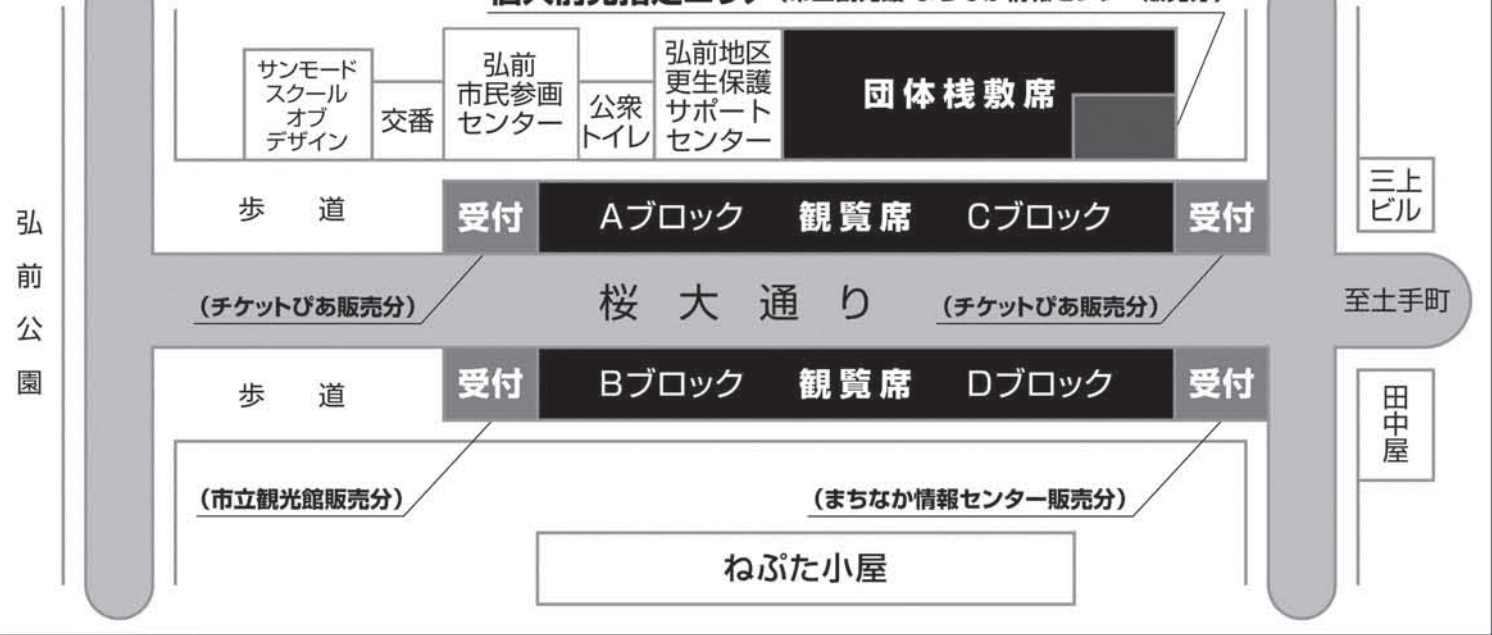 サンモード
スクール
オブ
デザイン
交番
弘前
市民参画
センター
公衆
トイレ
弘前地区
更生保護
サポート
センター
団体桟敷席
歩道
受付
Aブロック 観覧席 Cブロック
受付
三上
ビル
弘前公園
(チケットぴあ販売分)
桜大通り
(チケットぴあ販売分)
至土手町
歩道
受付
Bブロック 観覧席 Dブロック
受付
田中屋
(市立観光館販売分)
(まちなか情報センター販売分)
ねぷた小屋